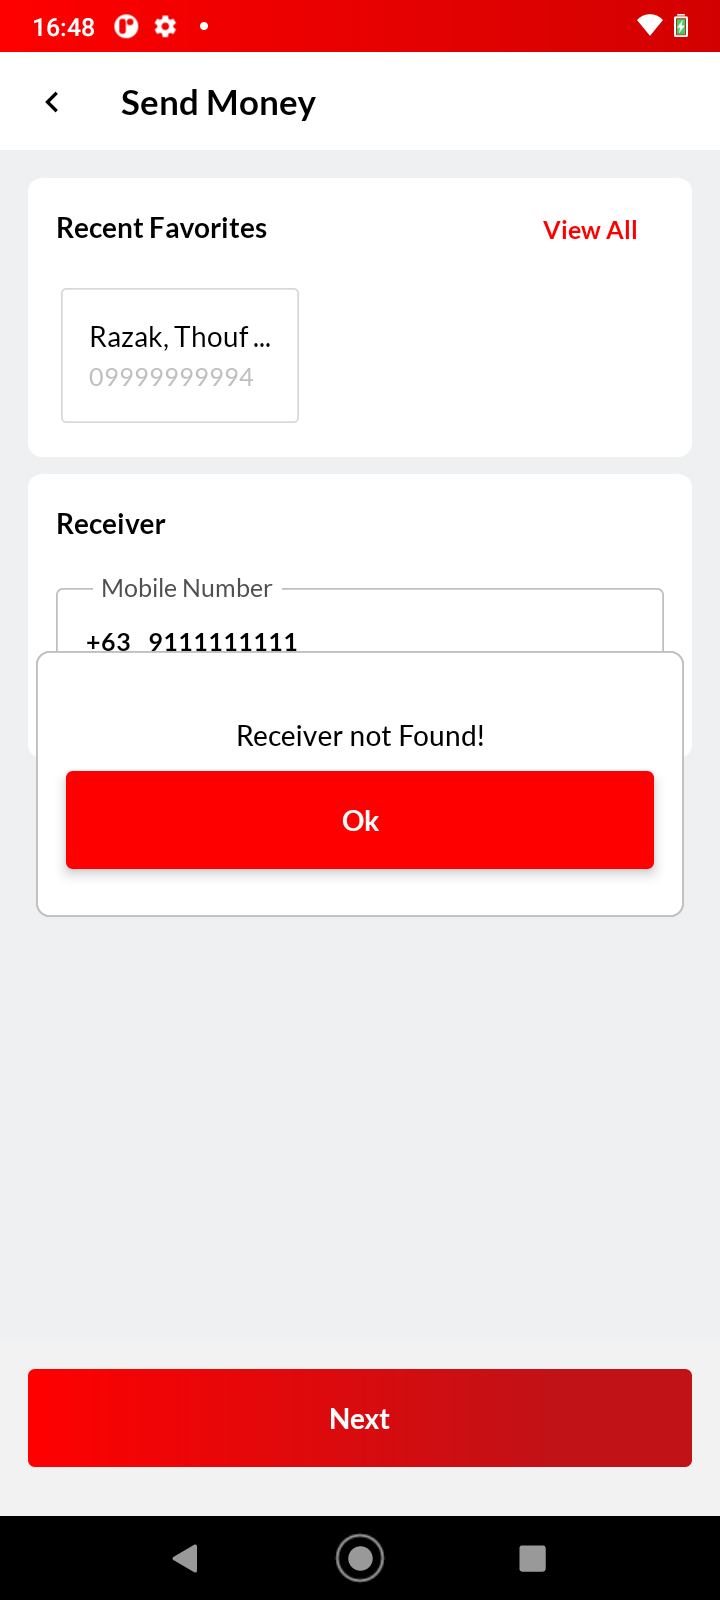 16:48
Send Money
Recent Favorites
View All
Razak, Thouf ...
09999999994
Receiver
Mobile Number
+63 9111111111
Receiver not Found!
Ok
Next